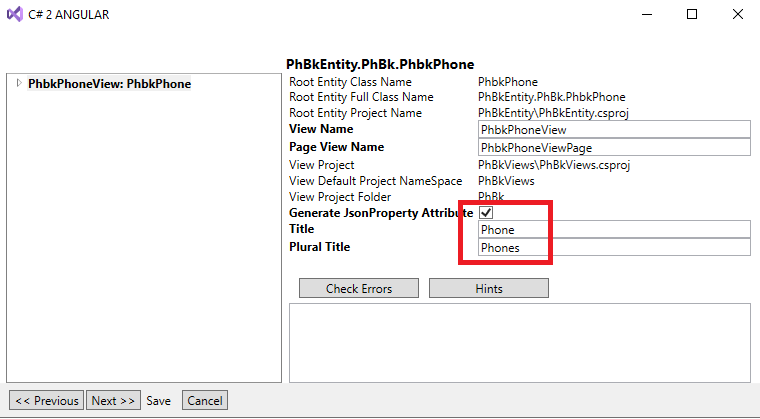 C# 2 ANGULAR
PhBkEntity.PhBk.PhbkPhone
PhbkPhoneView: PhbkPhone
Root Entity Class Name PhbkPhone
Root Entity Full Class Name PhBkEntity.PhBk.PhbkPhone
Root Entity Project Name PhBkEntity\PhBkEntity.csproj
View Name PhbkPhoneView
Page View Name PhbkPhoneViewPage
View Project PhBkViews\PhBkViews.csproj
View Default Project NameSpace PhBkViews
View Project Folder PhBk
Generate JsonProperty Attribute
Title Phone
Plural Title Phones
Check Errors Hints
<< Previous Next >> Save Cancel